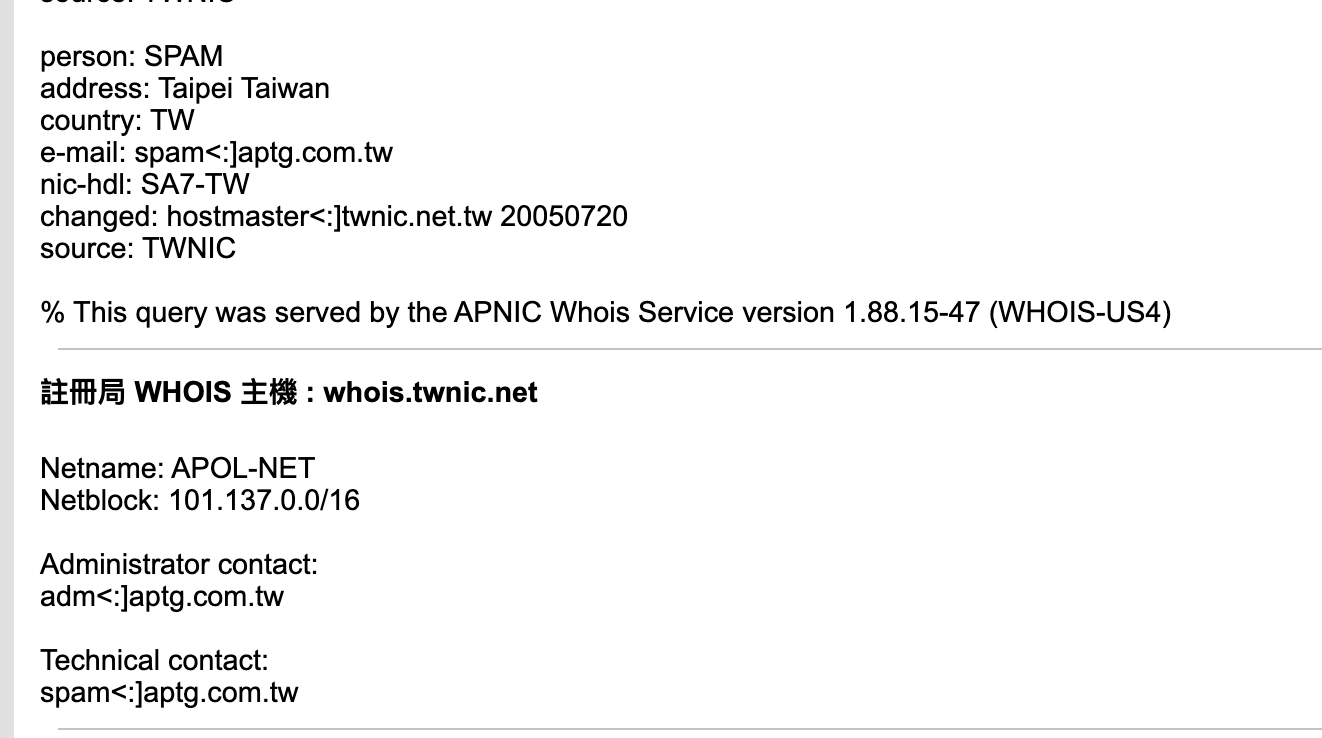 source: TWNIC
person: SPAM
address: Taipei Taiwan
country: TW
e-mail: spam<:]aptg.com.tw
nic-hdl: SA7-TW
changed: hostmaster<:]twnic.net.tw 20050720
source: TWNIC
% This query was served by the APNIC Whois Service version 1.88.15-47 (WHOIS-US4)
註冊局 WHOIS 主機 : whois.twnic.net
Netname: APOL-NET
Netblock: 101.137.0.0/16
Administrator contact:
adm<:]aptg.com.tw
Technical contact:
spam<:]aptg.com.tw